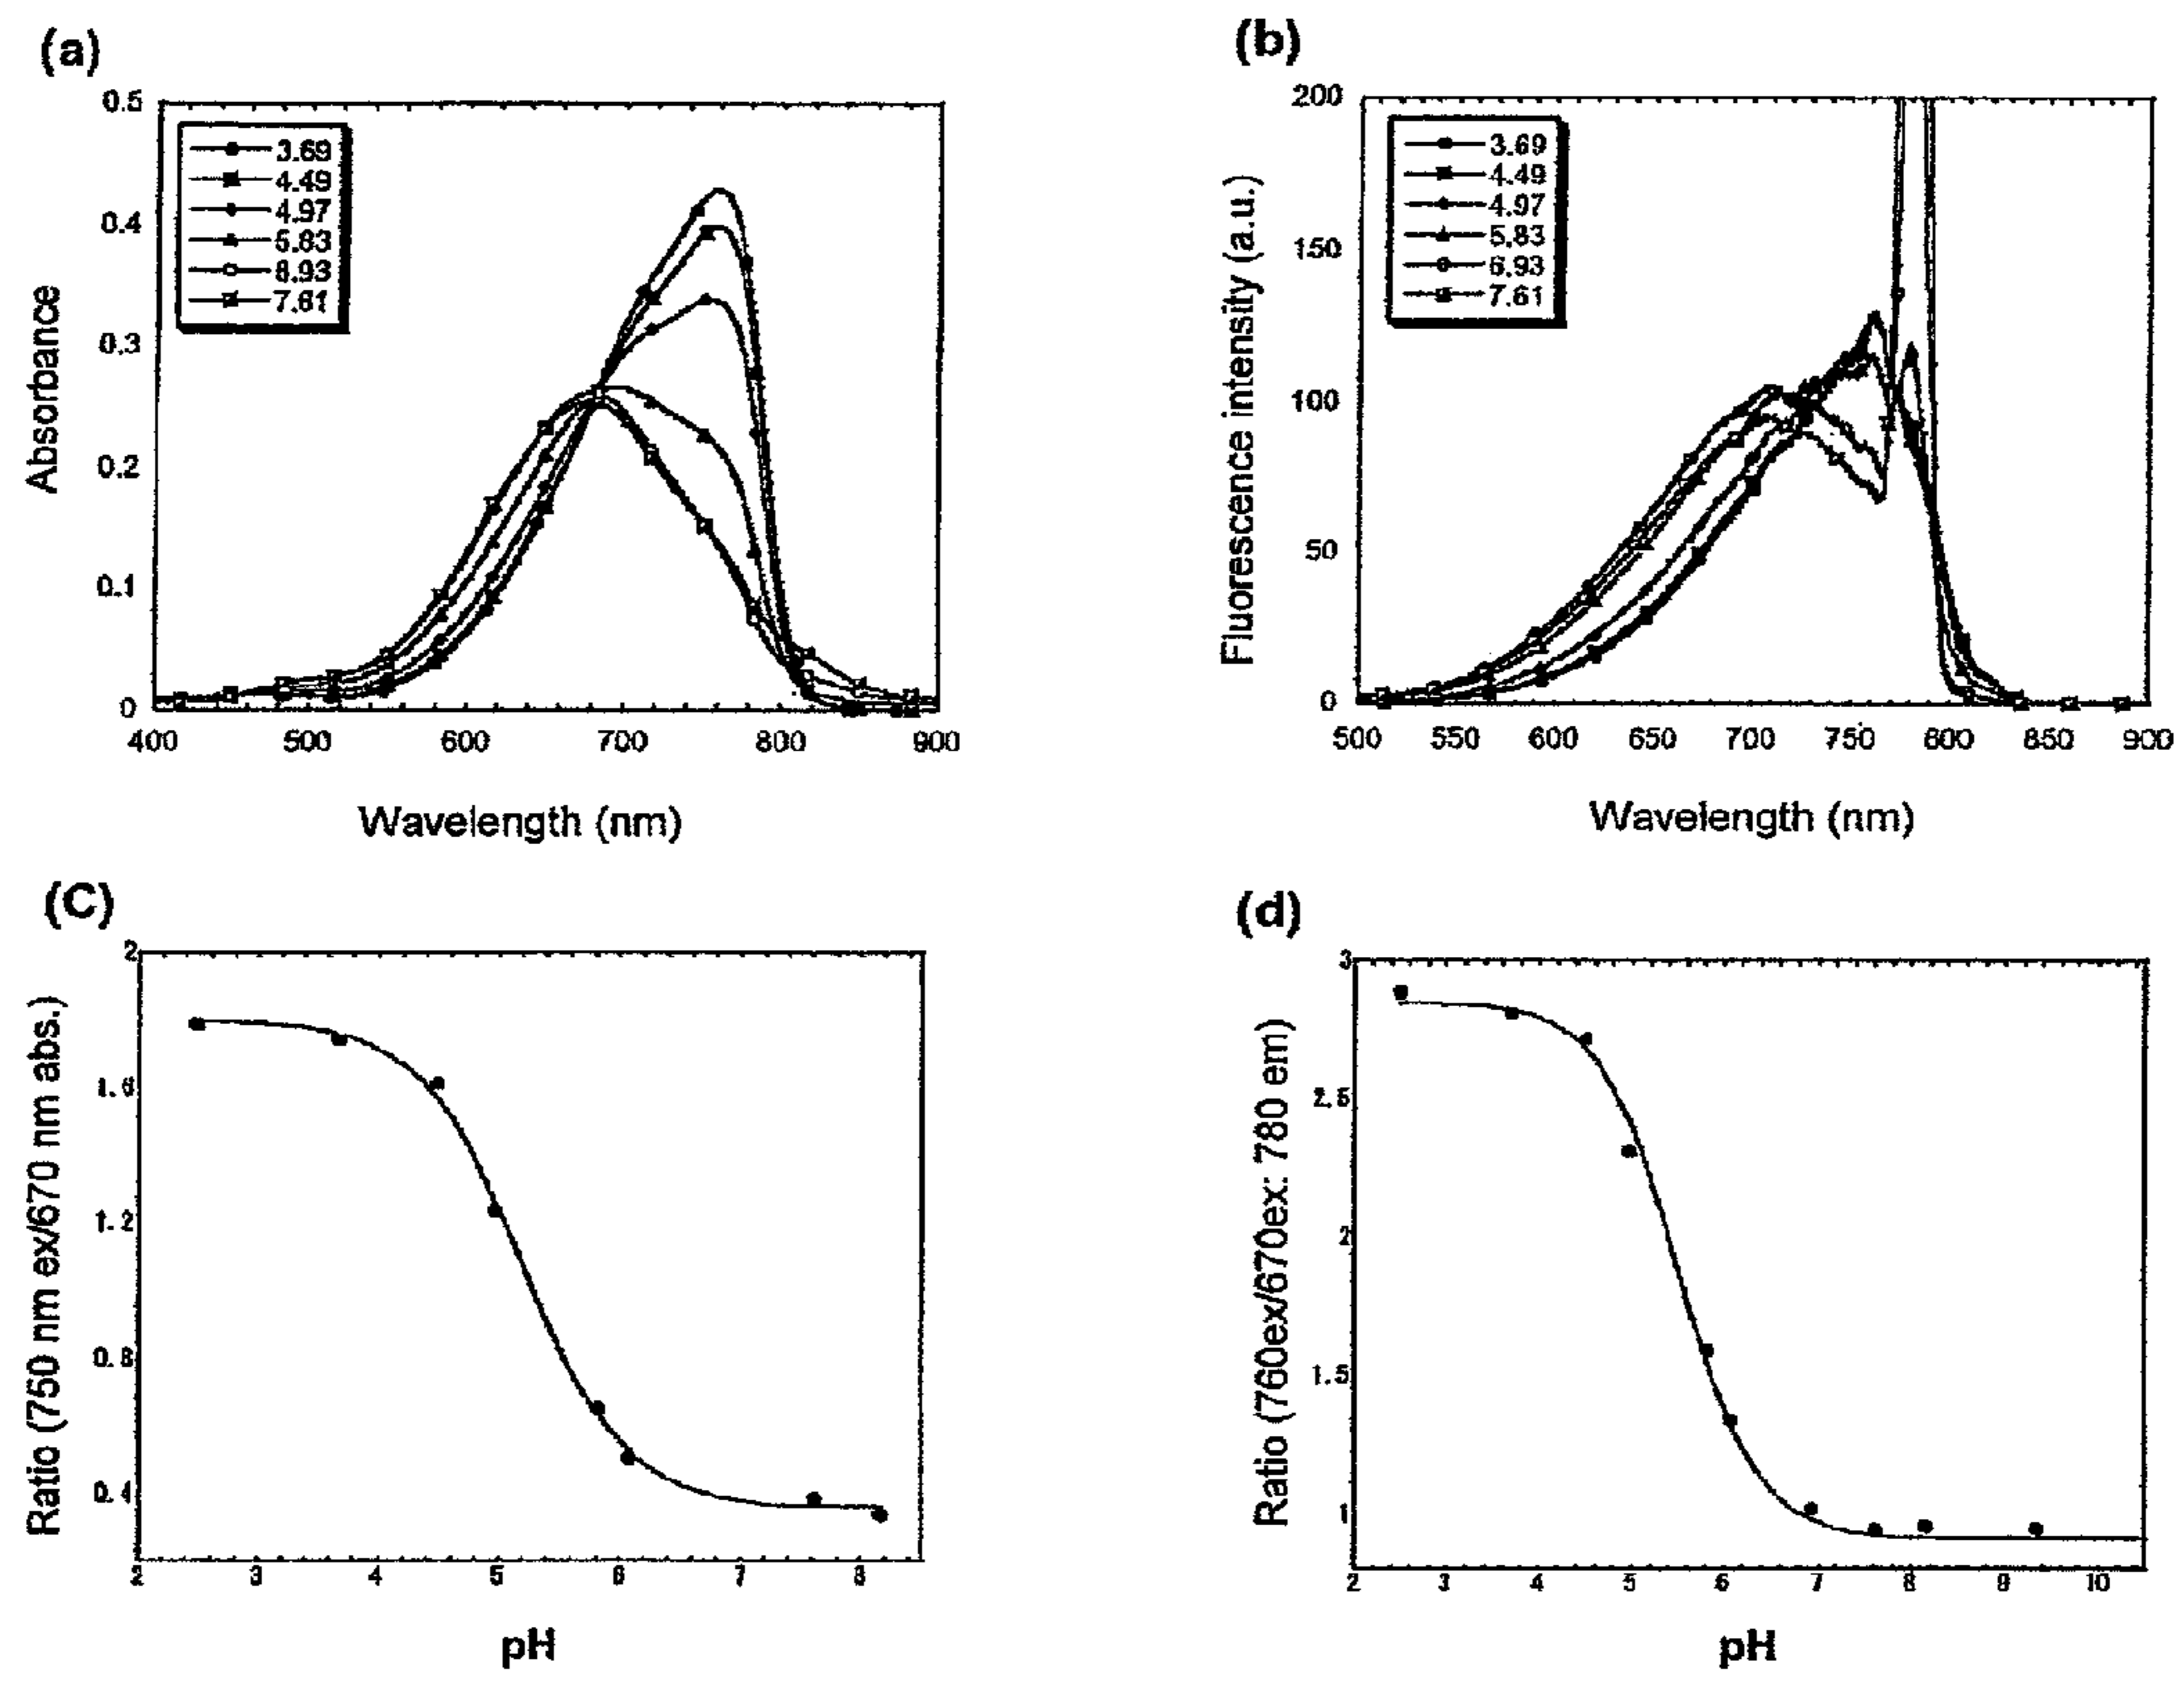 (a)
0.5
0.4
0.3
0.2
0.1
0
3.69
4.49
4.97
5.83
6.93
7.61
Absorbance
400 500 600 700 800 900
Wavelength (nm)
(b)
200
150
100
50
0
3.69
4.49
4.97
5.83
6.93
7.61
Fluorescence intensity (a.u.)
500 550 600 650 700 750 800 850 900
Wavelength (nm)
(C)
2
1.6
1.2
0.8
0.4
Ratio (750 nm ex/670 nm abs.)
2 3 4 5 6 7 8
pH
(d)
3
2.5
2
1.5
1
Ratio (760ex/670ex: 780 em)
2 3 4 5 6 7 8 9 10
pH